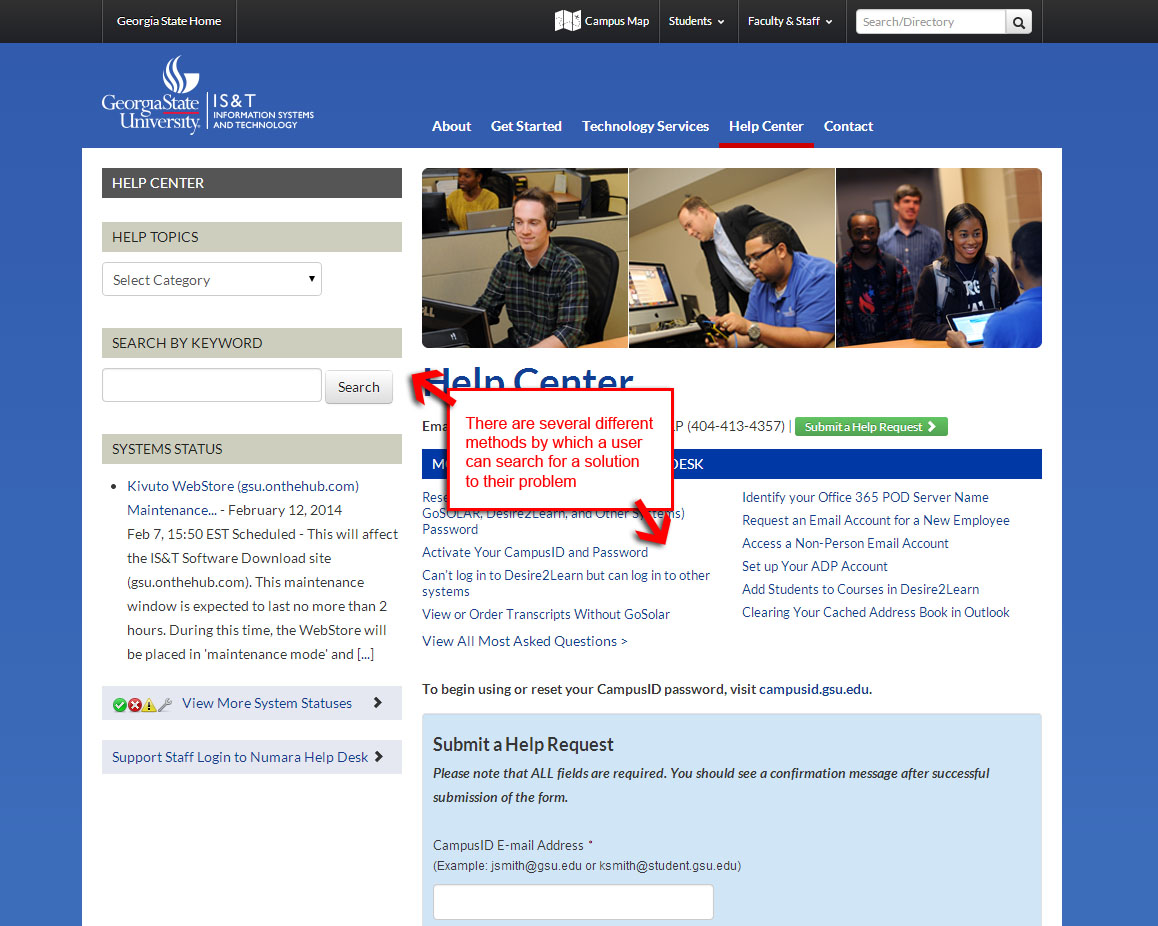 Georgia State Home
Campus Map
Students
Faculty & Staff
Search/Directory
GeorgiaState
University
IS&T
INFORMATION SYSTEMS
AND TECHNOLOGY
About
Get Started
Technology Services
Help Center
Contact
HELP CENTER
HELP TOPICS
Select Category
SEARCH BY KEYWORD
Search
SYSTEMS STATUS
Kivuto WebStore (gsu.onthehub.com)
Maintenance... - February 12, 2014
Feb 7, 15:50 EST Scheduled - This will affect
the IS&T Software Download site
(gsu.onthehub.com). This maintenance
window is expected to last no more than 2
hours. During this time, the WebStore will
be placed in 'maintenance mode' and [...]
View More System Statuses
Support Staff Login to Numara Help Desk
DELL
Help Center
(404-413-4357) | Submit a Help Request
There are several different
methods by which a user
can search for a solution
to their problem
DESK
GoSOLAR, Desire2Learn, and Other Systems)
Password
Activate Your CampusID and Password
Can't log in to Desire2Learn but can log in to other
systems
View or Order Transcripts Without GoSolar
View All Most Asked Questions >
Identify your Office 365 POD Server Name
Request an Email Account for a New Employee
Access a Non-Person Email Account
Set up Your ADP Account
Add Students to Courses in Desire2Learn
Clearing Your Cached Address Book in Outlook
To begin using or reset your CampusID password, visit campusid.gsu.edu.
Submit a Help Request
Please note that ALL fields are required. You should see a confirmation message after successful
submission of the form.
CampusID E-mail Address *
(Example: jsmith@gsu.edu or ksmith@student.gsu.edu)